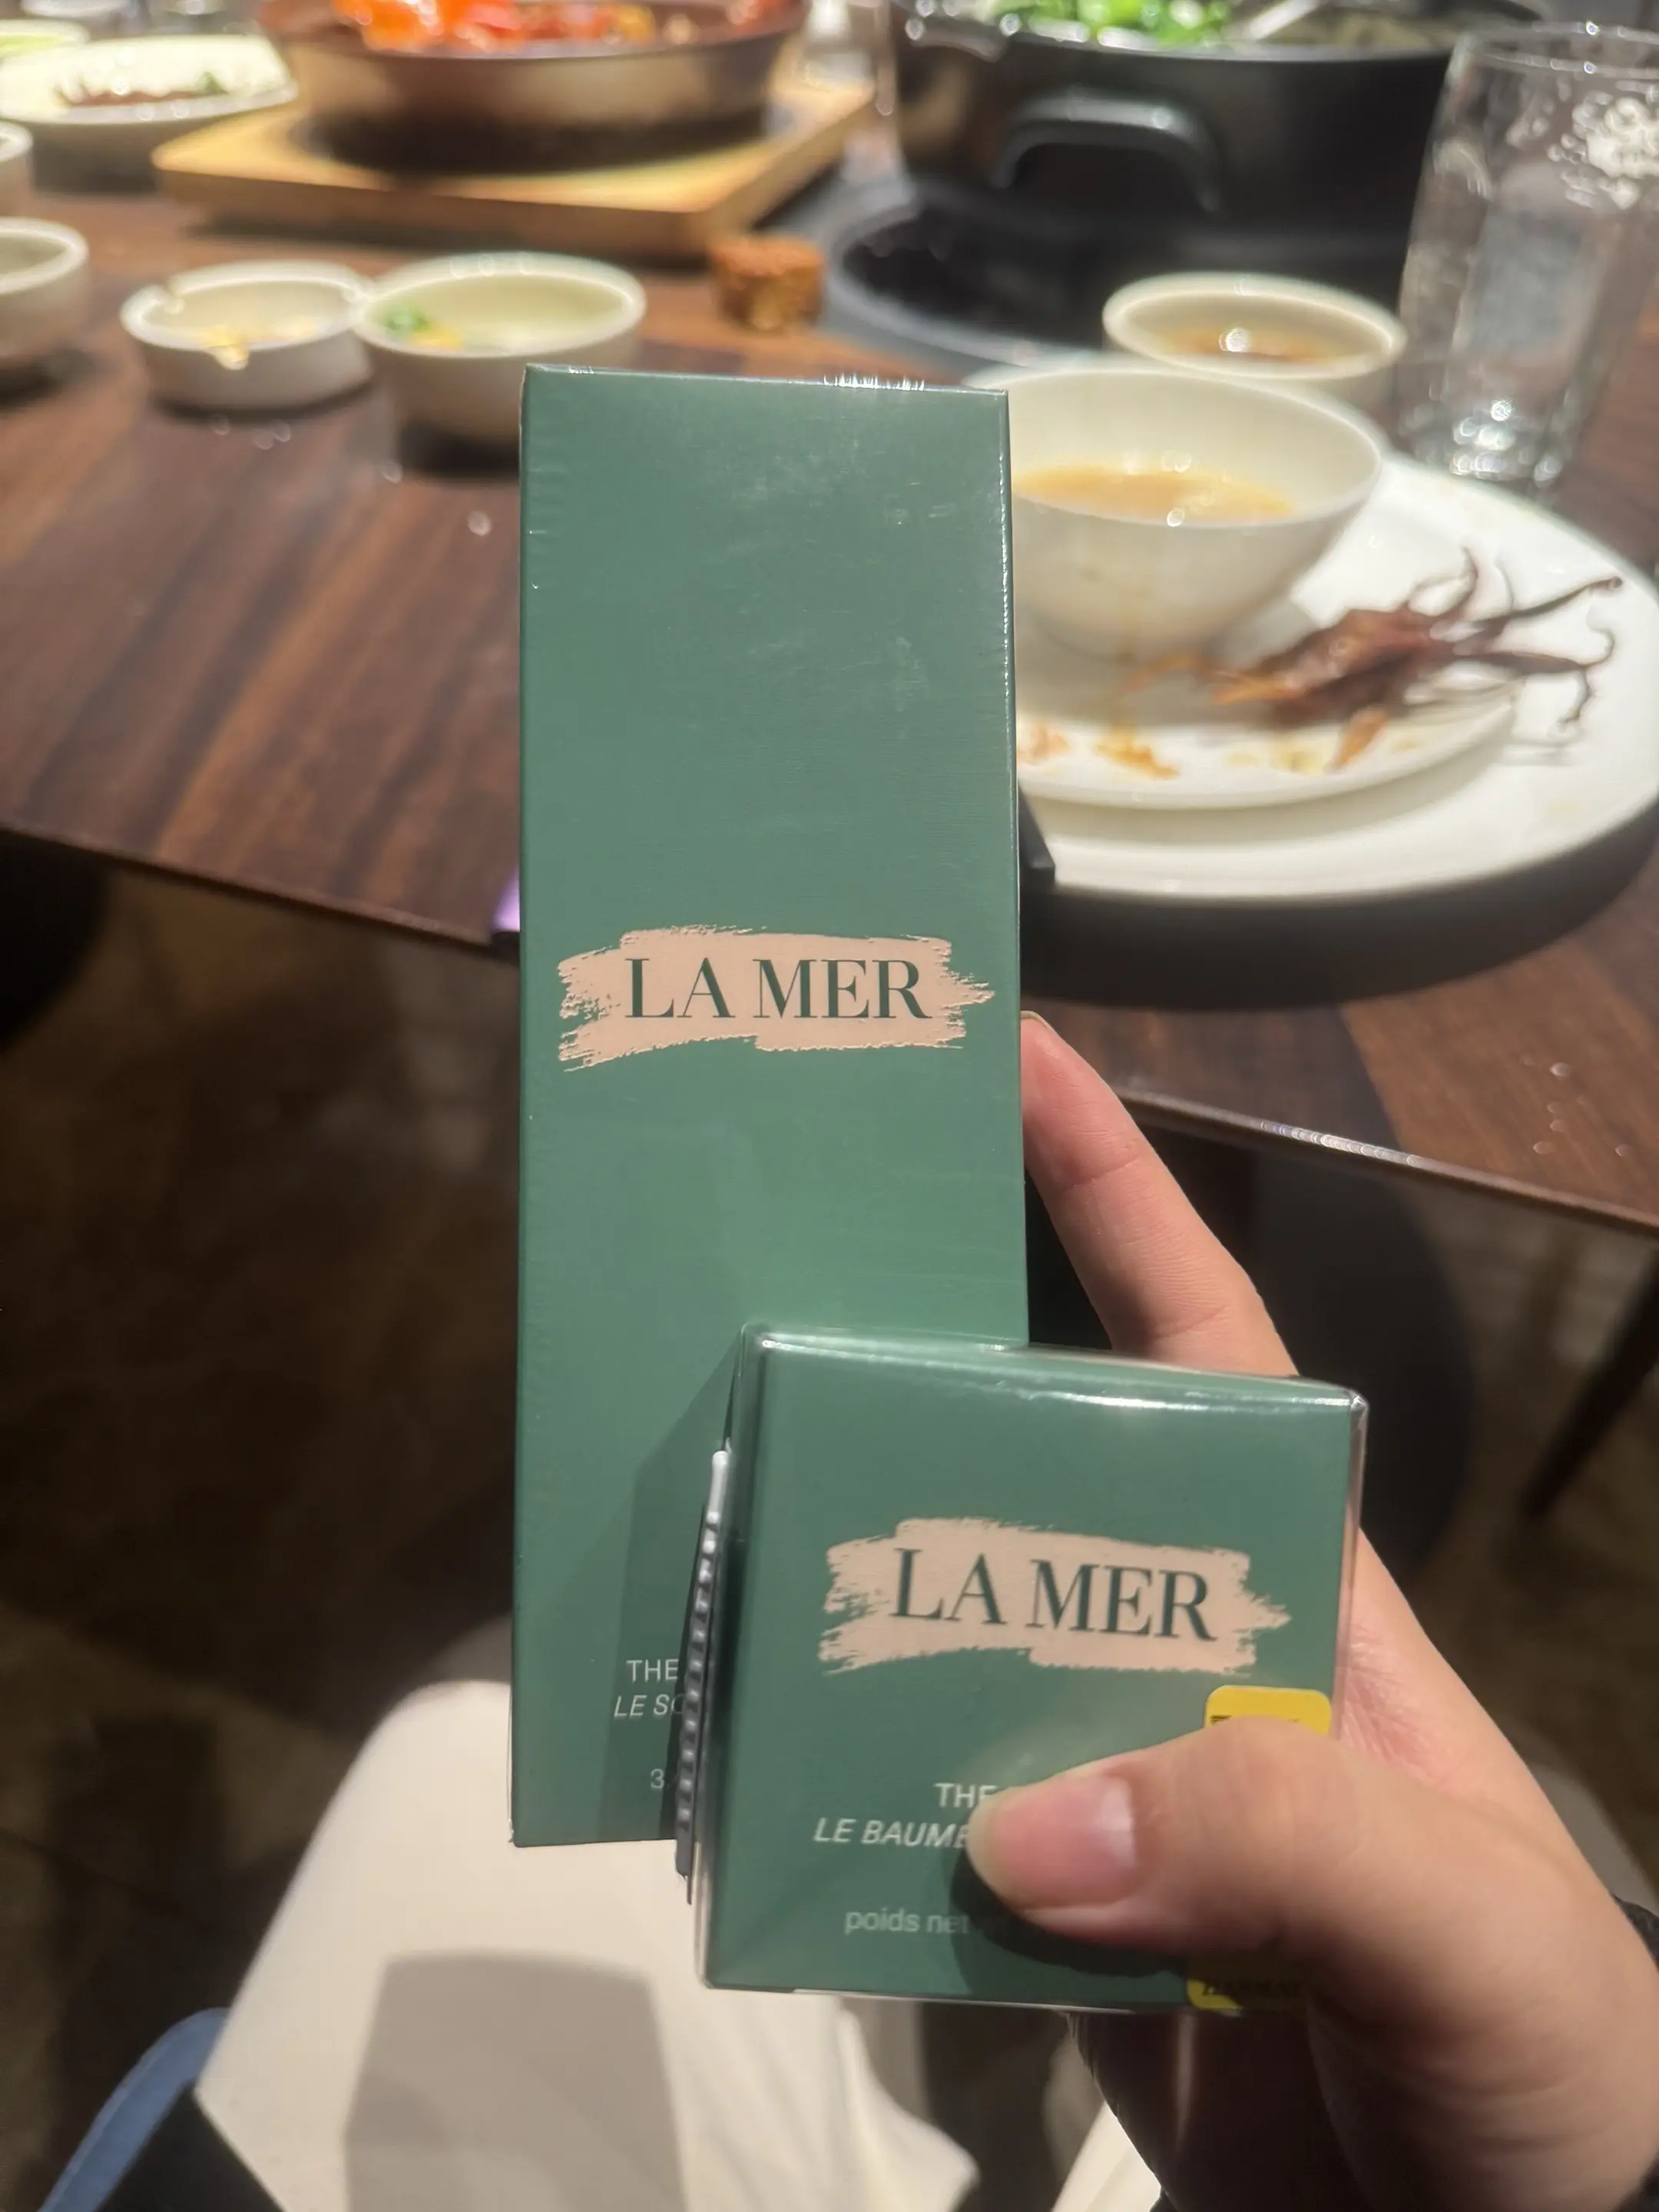 LA MER
THE
LE SO
3.
LA MER
THE
LE BAUME
poids net